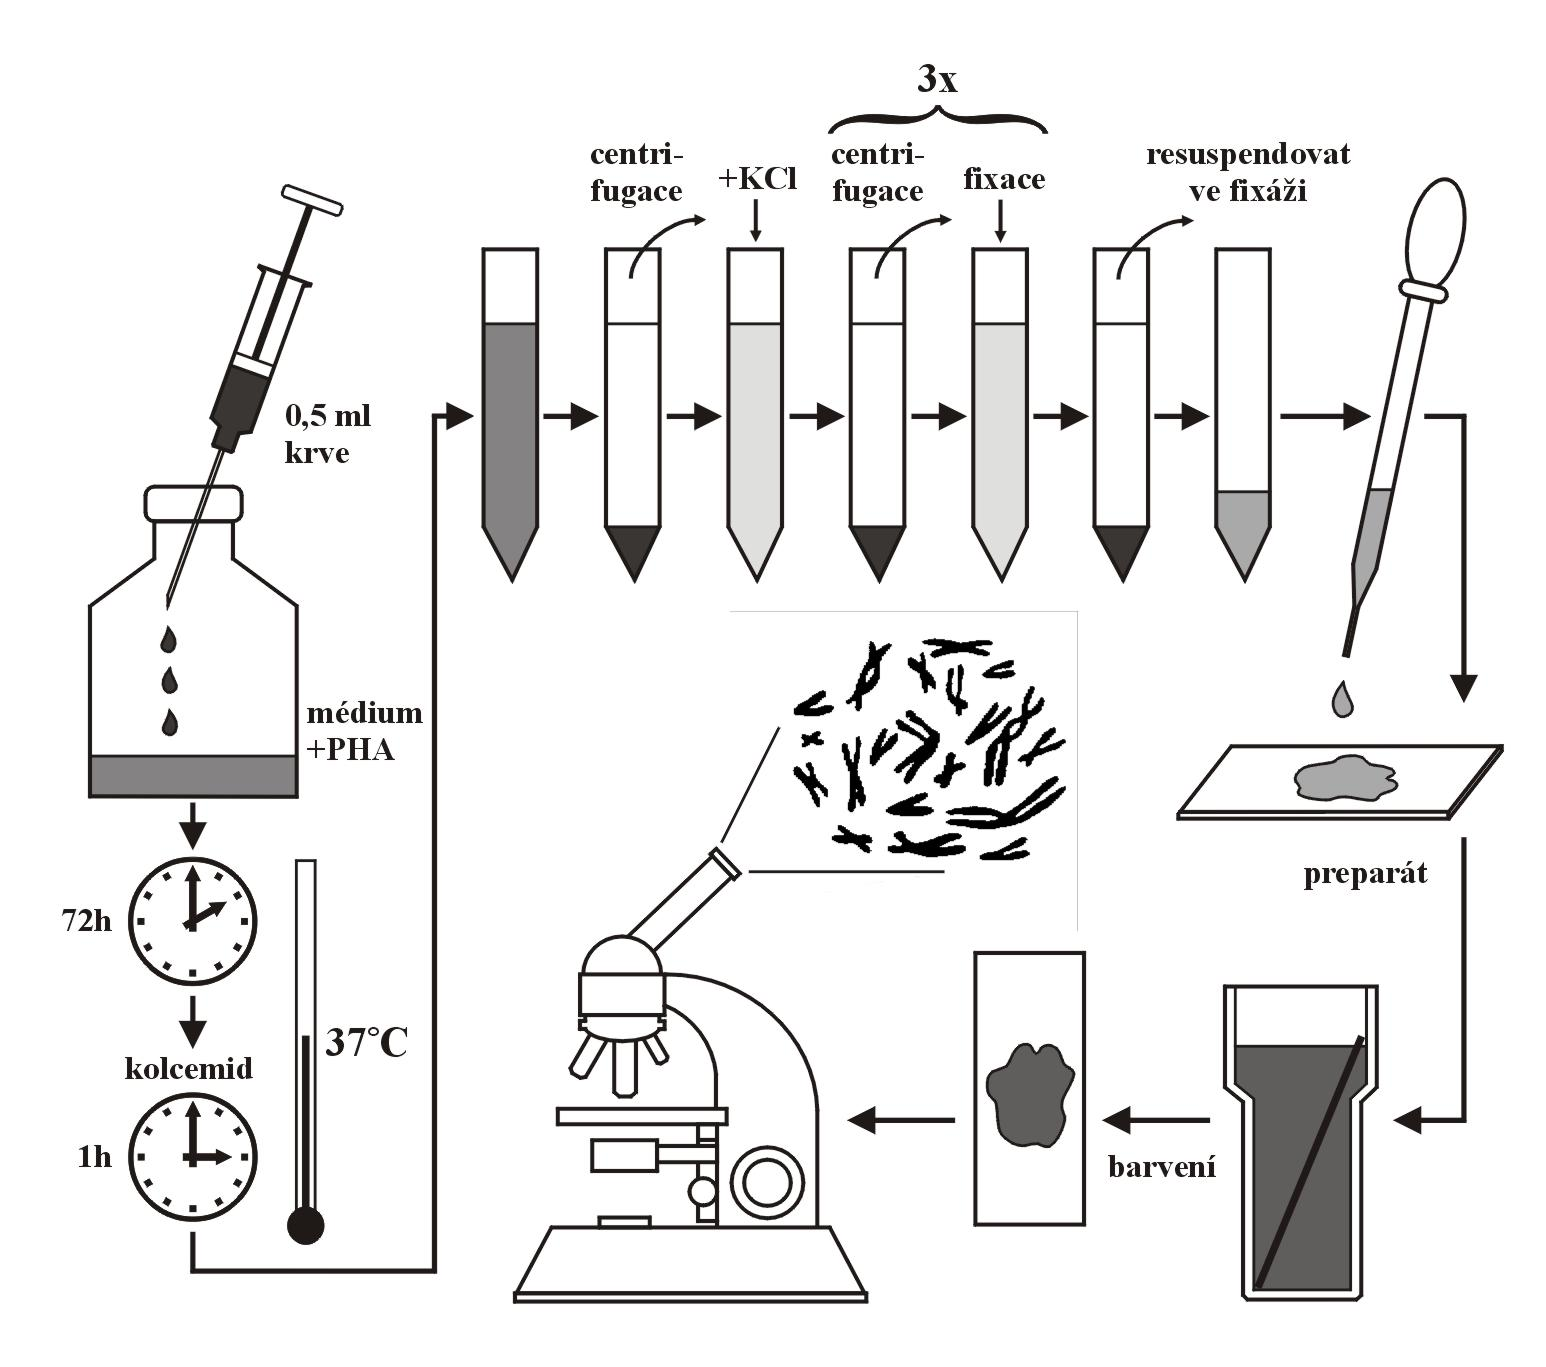 3x
centri-
fugace
+KCl
centri-
fugace
fixace
resuspendovat
ve fixáži
0,5 ml
krve
médium
+PHA
72h
37°C
kolcemid
1h
preparát
barvení